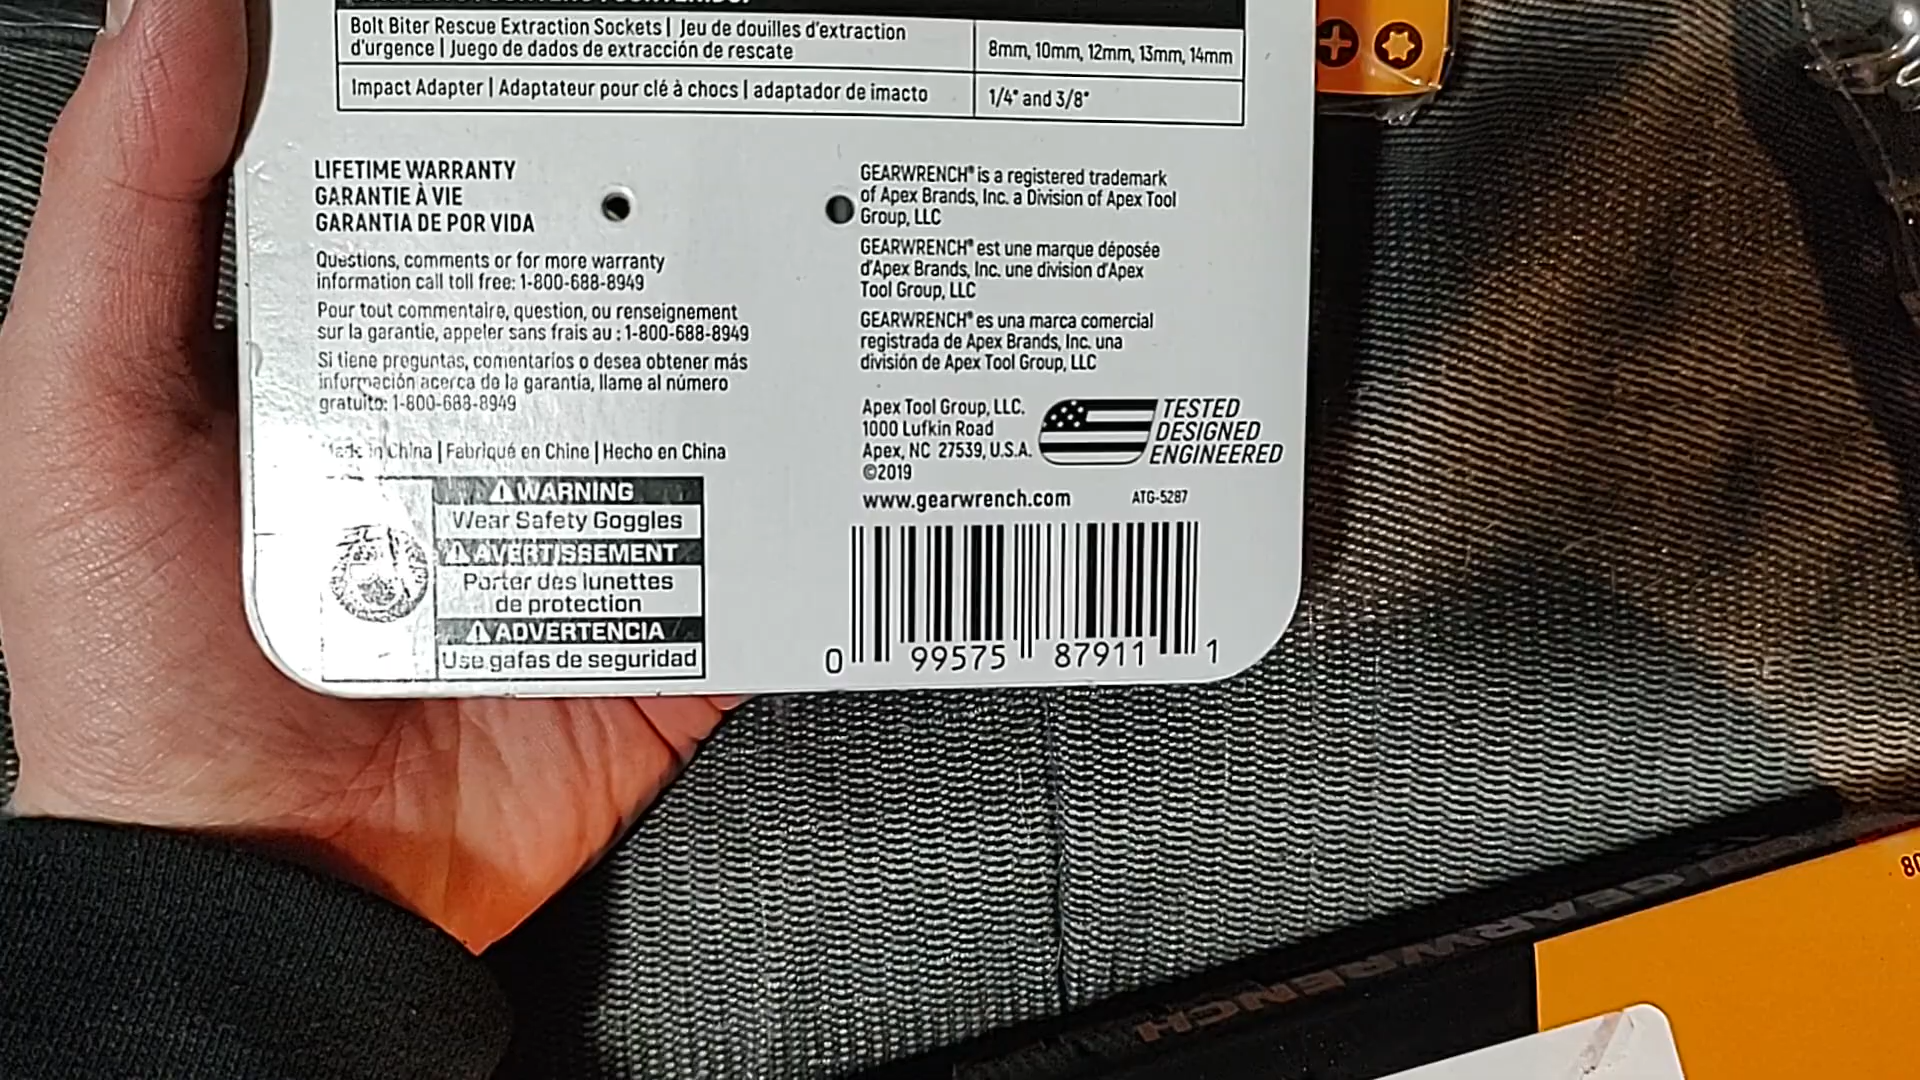 Bolt Biter Rescue Extraction Sockets | Jeu de douilles d'extraction
d'urgence | Juego de dados de extracción de rescate
8mm, 10mm, 12mm, 13mm, 14mm
Impact Adapter | Adaptateur pour clé à chocs | adaptador de imacto
1/4" and 3/8"
LIFETIME WARRANTY
GARANTIE À VIE
GARANTIA DE POR VIDA
Questions, comments or for more warranty
information call toll free: 1-800-688-8949
Pour tout commentaire, question, ou renseignement
sur la garantie, appeler sans frais au : 1-800-688-8949
Si tiene preguntas, comentarios o desea obtener más
información acerca de la garantía, llame al número
gratuito: 1-800-688-8949
Made in China | Fabriqué en Chine | Hecho en China
WARNING
Wear Safety Goggles
AVERTISSEMENT
Porter des lunettes
de protection
ADVERTENCIA
Use gafas de seguridad
GEARWRENCH® is a registered trademark
of Apex Brands, Inc. a Division of Apex Tool
Group, LLC
GEARWRENCH® est une marque déposée
d'Apex Brands, Inc. une division d'Apex
Tool Group, LLC
GEARWRENCH® es una marca comercial
registrada de Apex Brands, Inc. una
división de Apex Tool Group, LLC
Apex Tool Group, LLC.
1000 Lufkin Road
Apex, NC 27539, U.S.A.
©2019
TESTED
DESIGNED
ENGINEERED
www.gearwrench.com
ATG-5287
0 99575 87911 1
GEARWRENCH